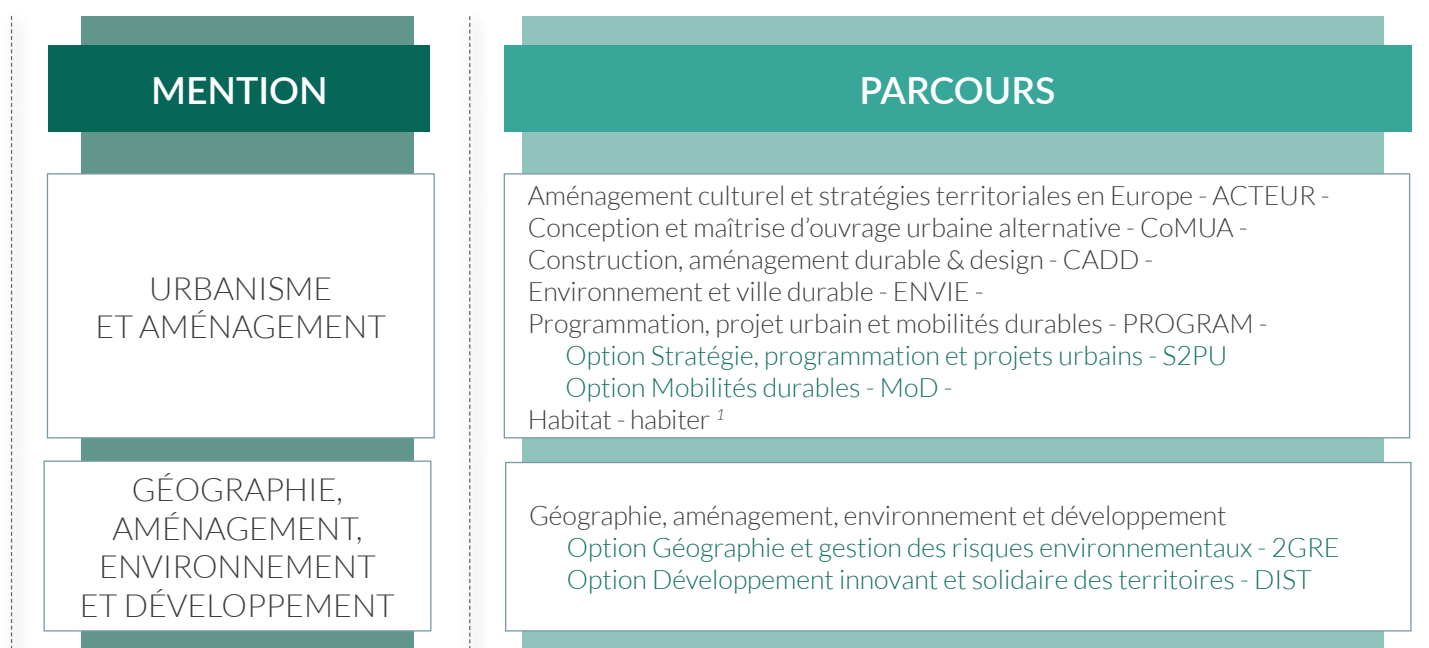 MENTION
PARCOURS
URBANISME
ET AMÉNAGEMENT
Aménagement culturel et stratégies territoriales en Europe - ACTEUR -
Conception et maîtrise d’ouvrage urbaine alternative - CoMUA -
Construction, aménagement durable & design - CADD -
Environnement et ville durable - ENVIE -
Programmation, projet urbain et mobilités durables - PROGRAM -
Option Stratégie, programmation et projets urbains - S2PU
Option Mobilités durables - MoD -
Habitat - habiter ¹
GÉOGRAPHIE,
AMÉNAGEMENT,
ENVIRONNEMENT
ET DÉVELOPPEMENT
Géographie, aménagement, environnement et développement
Option Géographie et gestion des risques environnementaux - 2GRE
Option Développement innovant et solidaire des territoires - DIST